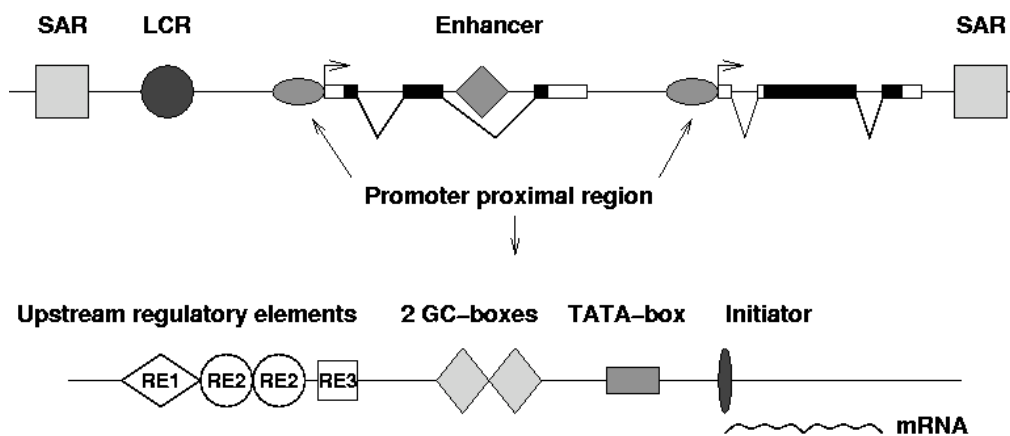 SAR LCR Enhancer SAR
Promoter proximal region
Upstream regulatory elements 2 GC–boxes TATA–box Initiator
RE1 RE2 RE2 RE3
mRNA